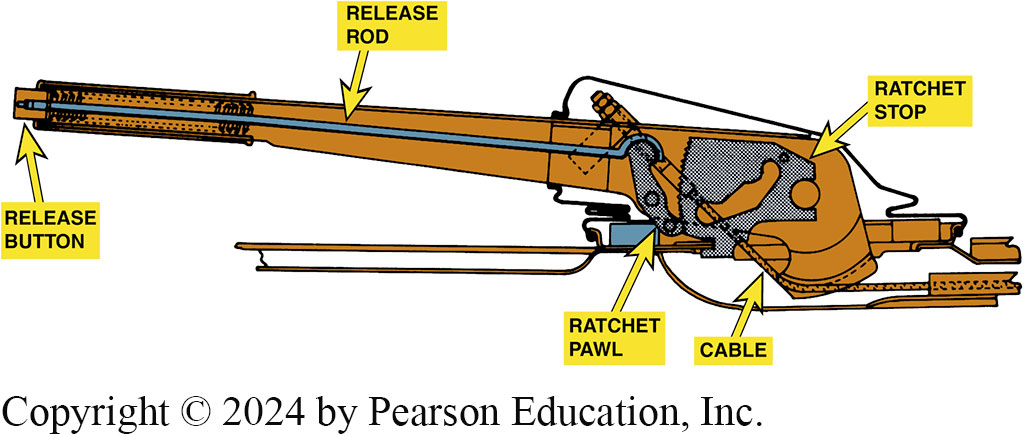 RELEASE
ROD
RATCHET
STOP
RELEASE
BUTTON
RATCHET
PAWL
CABLE
Copyright © 2024 by Pearson Education, Inc.